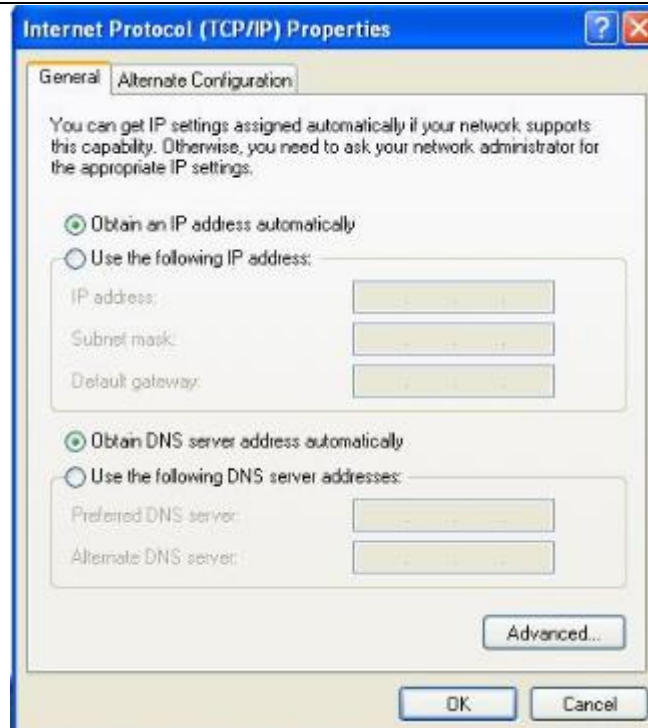 Internet Protocol (TCP/IP) Properties
General
Alternate Configuration
You can get IP settings assigned automatically if your network supports
this capability. Otherwise, you need to ask your network administrator for
the appropriate IP settings.
Obtain an IP address automatically
Use the following IP address:
IP address:
Subnet mask:
Default gateway:
Obtain DNS server address automatically
Use the following DNS server addresses:
Preferred DNS server:
Alternate DNS server:
Advanced...
OK
Cancel